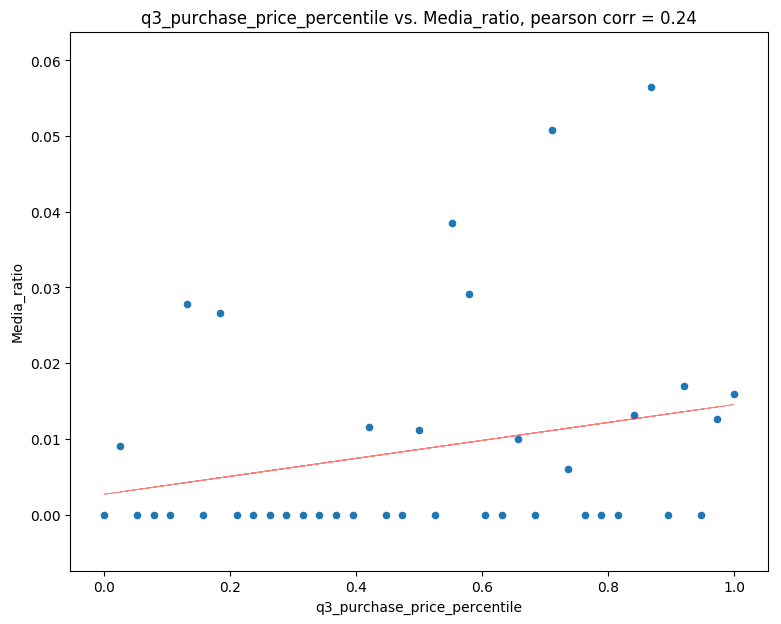 q3_purchase_price_percentile vs. Media_ratio, pearson corr = 0.24
0.06
0.05
0.04
0.03
0.02
0.01
0.00
Media_ratio
0.0 0.2 0.4 0.6 0.8 1.0
q3_purchase_price_percentile